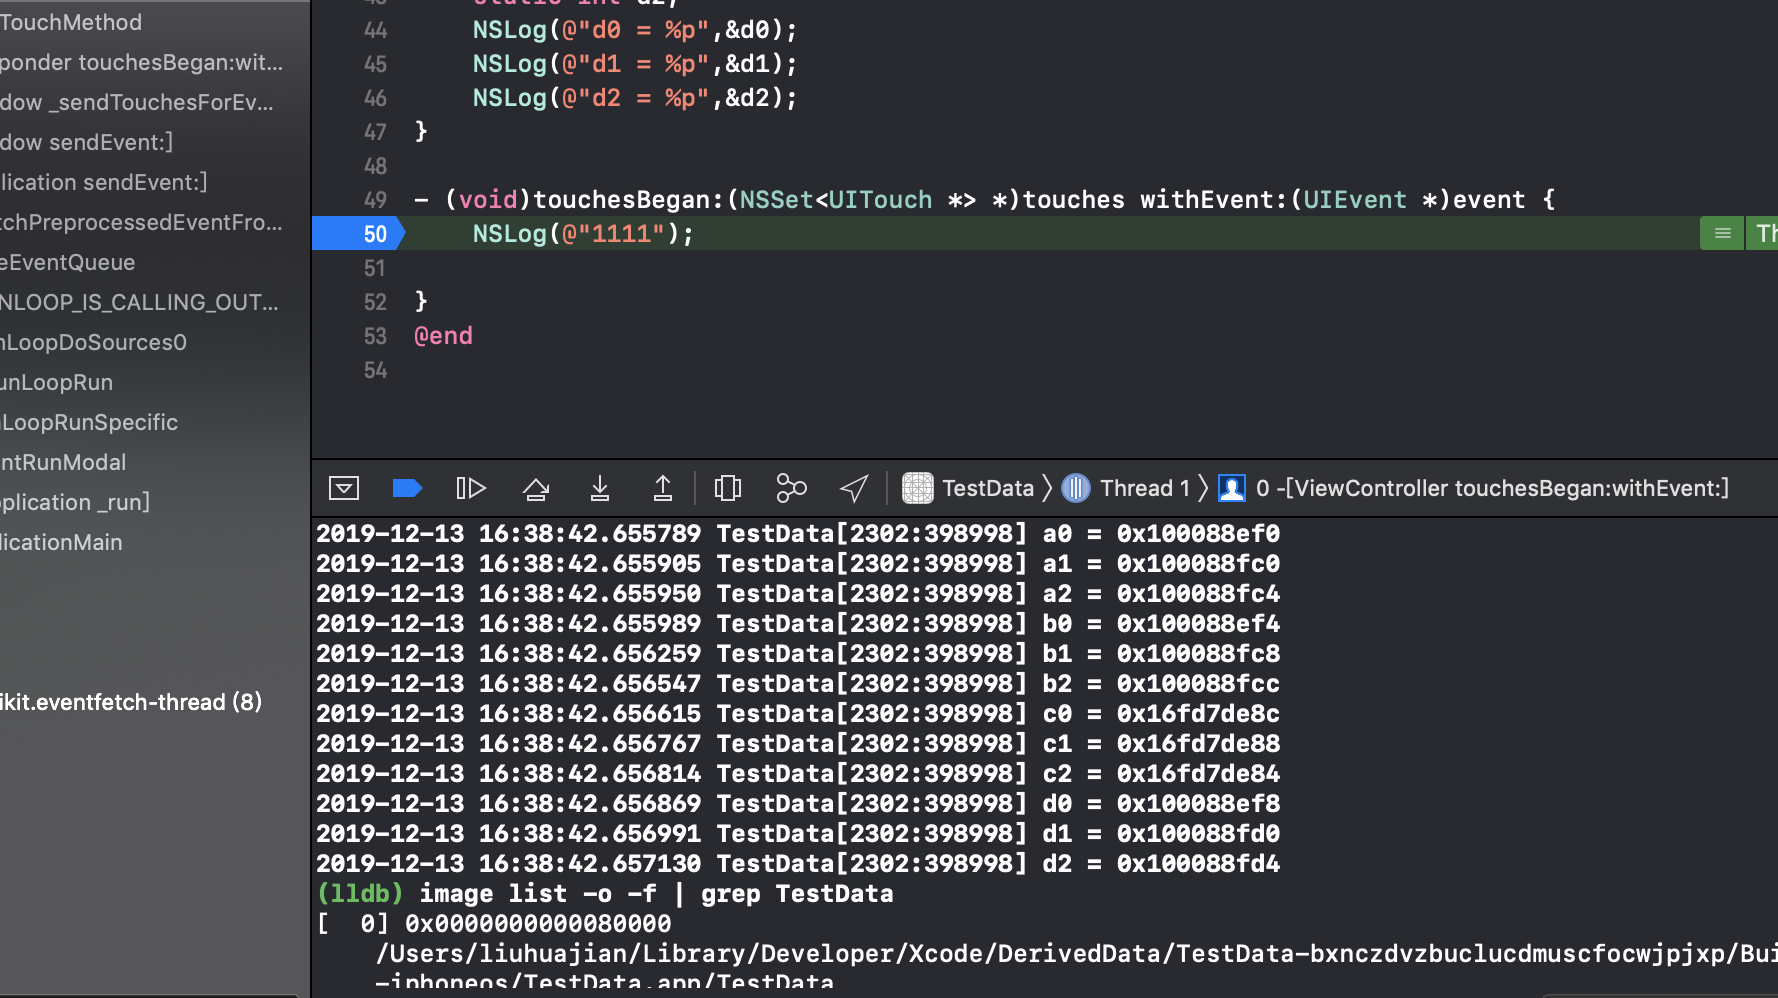 TouchMethod
ponder touchesBegan:wit...
dow _sendTouchesForEv...
dow sendEvent:]
lication sendEvent:]
tchPreprocessedEventFro...
eEventQueue
NLOOP_IS_CALLING_OUT...
nLoopDoSources0
unLoopRun
LoopRunSpecific
ntRunModal
plication _run]
licationMain
ikit.eventfetch-thread (8)
43 static int d2;
44 NSLog(@"d0 = %p",&d0);
45 NSLog(@"d1 = %p",&d1);
46 NSLog(@"d2 = %p",&d2);
47 }
48
49 - (void)touchesBegan:(NSSet<UITouch *> *)touches withEvent:(UIEvent *)event {
50 NSLog(@"1111"); Th
51
52 }
53 @end
54
TestData 〉 Thread 1 〉 0 -[ViewController touchesBegan:withEvent:]
2019-12-13 16:38:42.655789 TestData[2302:398998] a0 = 0x100088ef0
2019-12-13 16:38:42.655905 TestData[2302:398998] a1 = 0x100088fc0
2019-12-13 16:38:42.655950 TestData[2302:398998] a2 = 0x100088fc4
2019-12-13 16:38:42.655989 TestData[2302:398998] b0 = 0x100088ef4
2019-12-13 16:38:42.656259 TestData[2302:398998] b1 = 0x100088fc8
2019-12-13 16:38:42.656547 TestData[2302:398998] b2 = 0x100088fcc
2019-12-13 16:38:42.656615 TestData[2302:398998] c0 = 0x16fd7de8c
2019-12-13 16:38:42.656767 TestData[2302:398998] c1 = 0x16fd7de88
2019-12-13 16:38:42.656814 TestData[2302:398998] c2 = 0x16fd7de84
2019-12-13 16:38:42.656869 TestData[2302:398998] d0 = 0x100088ef8
2019-12-13 16:38:42.656991 TestData[2302:398998] d1 = 0x100088fd0
2019-12-13 16:38:42.657130 TestData[2302:398998] d2 = 0x100088fd4
(lldb) image list -o -f | grep TestData
[  0] 0x0000000000080000
/Users/liuhuajian/Library/Developer/Xcode/DerivedData/TestData-bxnczdvzbuclucdmuscfocwjpjxp/Bui
-iphoneos/TestData.app/TestData